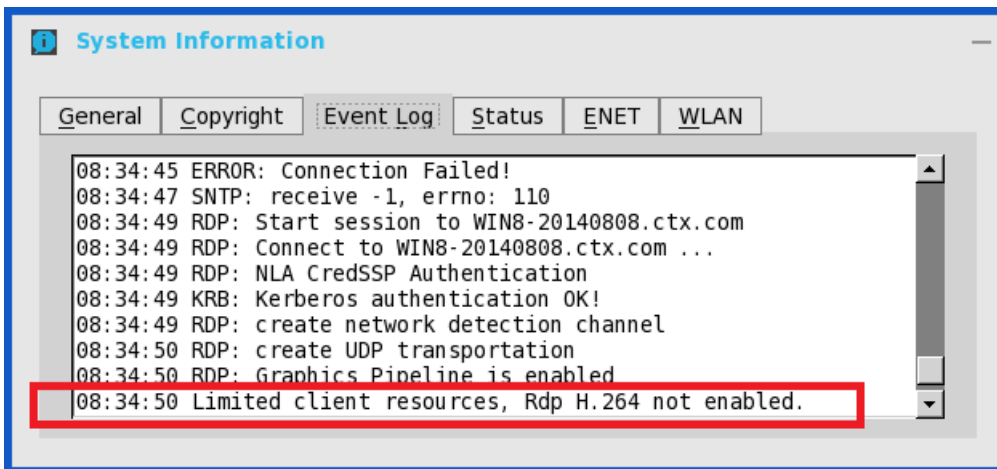 System Information
General Copyright Event Log Status ENET WLAN
08:34:45 ERROR: Connection Failed!
08:34:47 SNTP: receive -1, errno: 110
08:34:49 RDP: Start session to WIN8-20140808.ctx.com
08:34:49 RDP: Connect to WIN8-20140808.ctx.com ...
08:34:49 RDP: NLA CredSSP Authentication
08:34:49 KRB: Kerberos authentication OK!
08:34:49 RDP: create network detection channel
08:34:50 RDP: create UDP transportation
08:34:50 RDP: Graphics Pipeline is enabled
08:34:50 Limited client resources, Rdp H.264 not enabled.